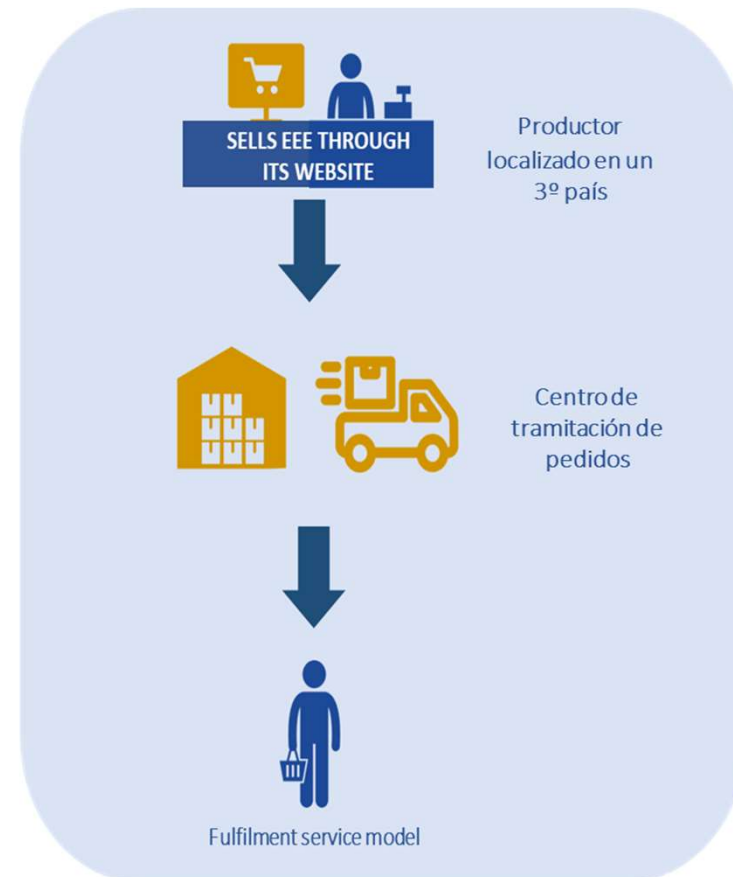 SELLS EEE THROUGH
ITS WEBSITE
Productor
localizado en un
3º país
Centro de
tramitación de
pedidos
Fulfilment service model